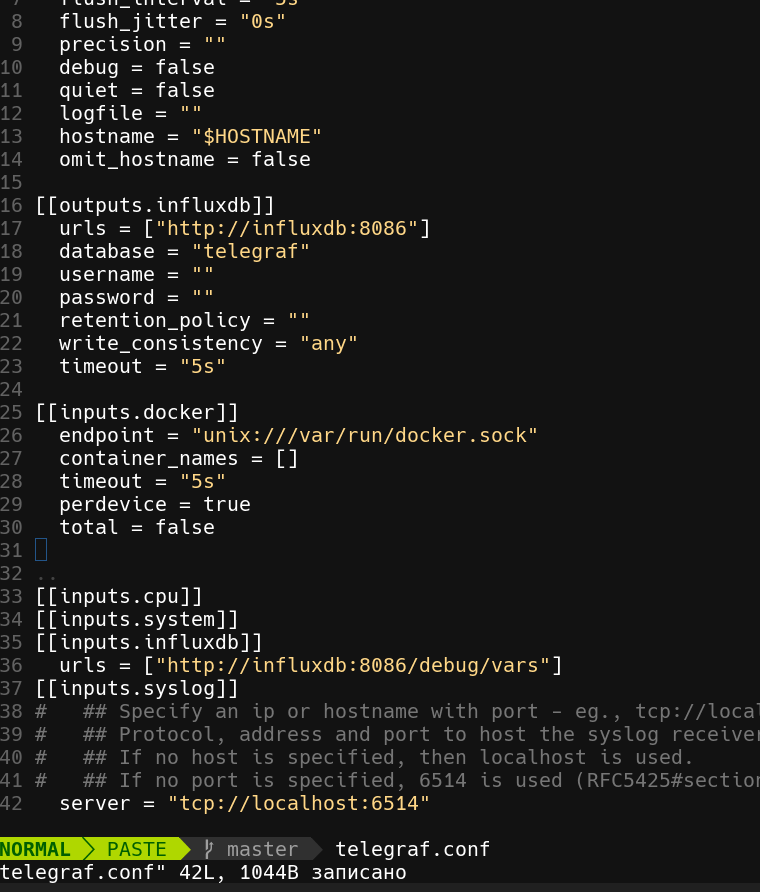 7   flush_interval = "5s"
8   flush_jitter = "0s"
9   precision = ""
10   debug = false
11   quiet = false
12   logfile = ""
13   hostname = "$HOSTNAME"
14   omit_hostname = false
15
16 [[outputs.influxdb]]
17   urls = ["http://influxdb:8086"]
18   database = "telegraf"
19   username = ""
20   password = ""
21   retention_policy = ""
22   write_consistency = "any"
23   timeout = "5s"
24
25 [[inputs.docker]]
26   endpoint = "unix:///var/run/docker.sock"
27   container_names = []
28   timeout = "5s"
29   perdevice = true
30   total = false
31
32 ..
33 [[inputs.cpu]]
34 [[inputs.system]]
35 [[inputs.influxdb]]
36   urls = ["http://influxdb:8086/debug/vars"]
37 [[inputs.syslog]]
38 #   ## Specify an ip or hostname with port - eg., tcp://local
39 #   ## Protocol, address and port to host the syslog receiver
40 #   ## If no host is specified, then localhost is used.
41 #   ## If no port is specified, 6514 is used (RFC5425#section
42   server = "tcp://localhost:6514"
NORMAL PASTE master telegraf.conf
telegraf.conf" 42L, 1044B записано